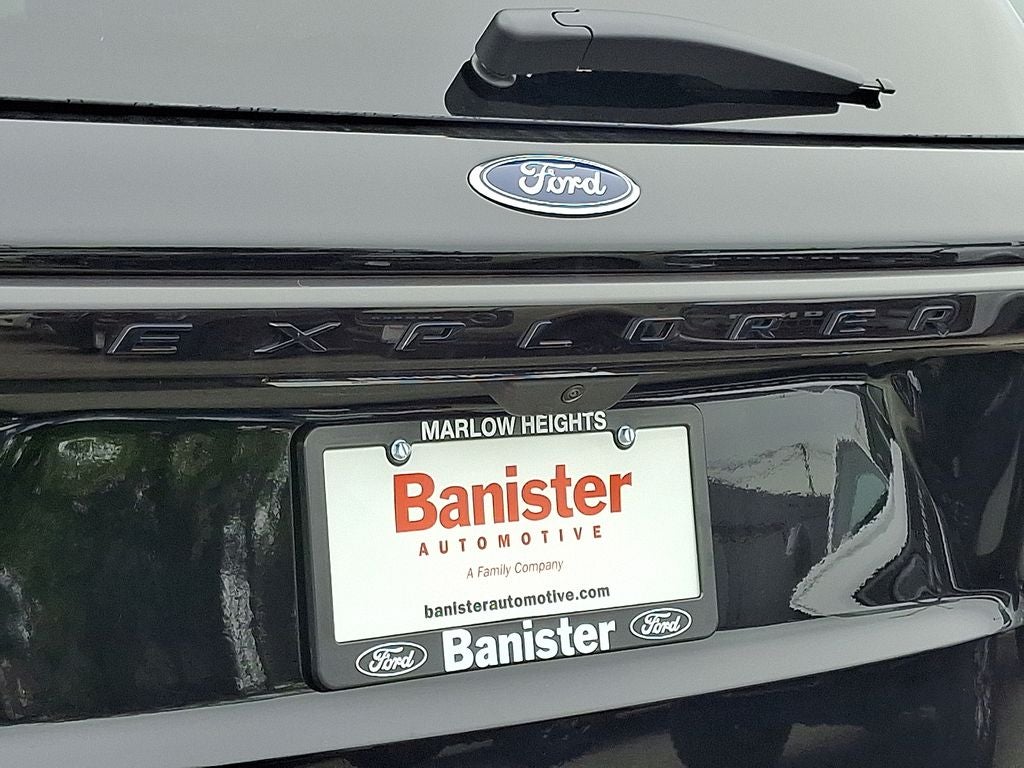 Ford
EXPLORER
MARLOW HEIGHTS
Banister
AUTOMOTIVE
A Family Company
banisterautomotive.com
Ford Banister Ford